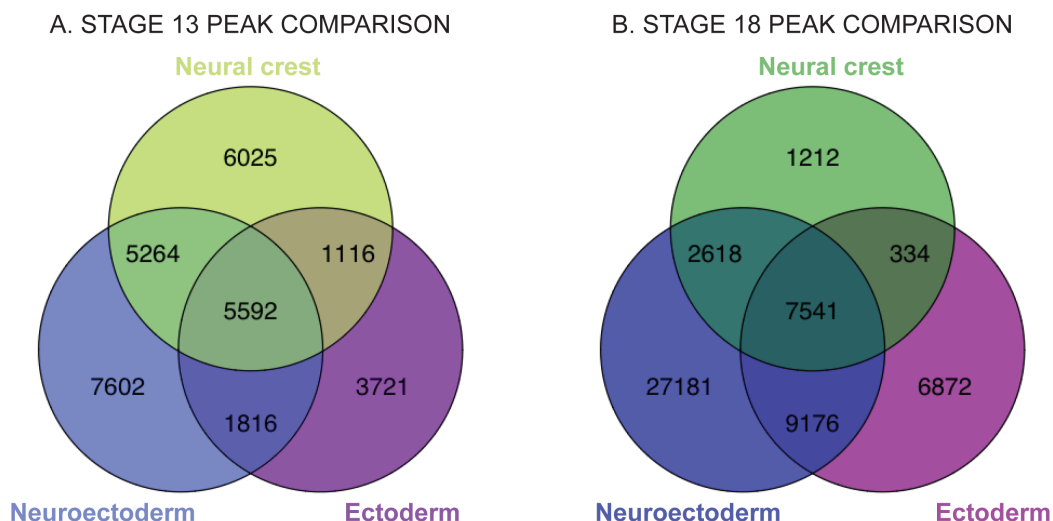 A. STAGE 13 PEAK COMPARISON
Neural crest
6025
5264
1116
5592
7602
3721
1816
Neuroectoderm
Ectoderm
B. STAGE 18 PEAK COMPARISON
Neural crest
1212
2618
334
7541
27181
6872
9176
Neuroectoderm
Ectoderm